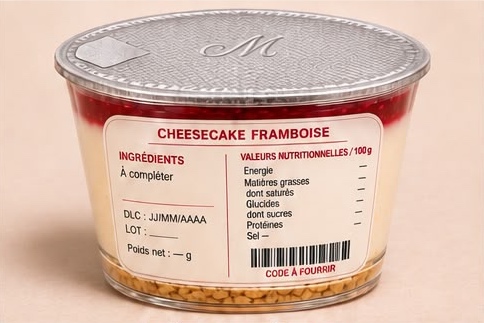 M
CHEESECAKE FRAMBOISE
INGRÉDIENTS
À compléter
DLC : JJ/MM/AAAA
LOT : _____
Poids net : — g
VALEURS NUTRITIONNELLES / 100 g
Energie —
Matières grasses —
dont saturés —
Glucides —
dont sucres —
Protéines —
Sel —
CODE À FOURNIR